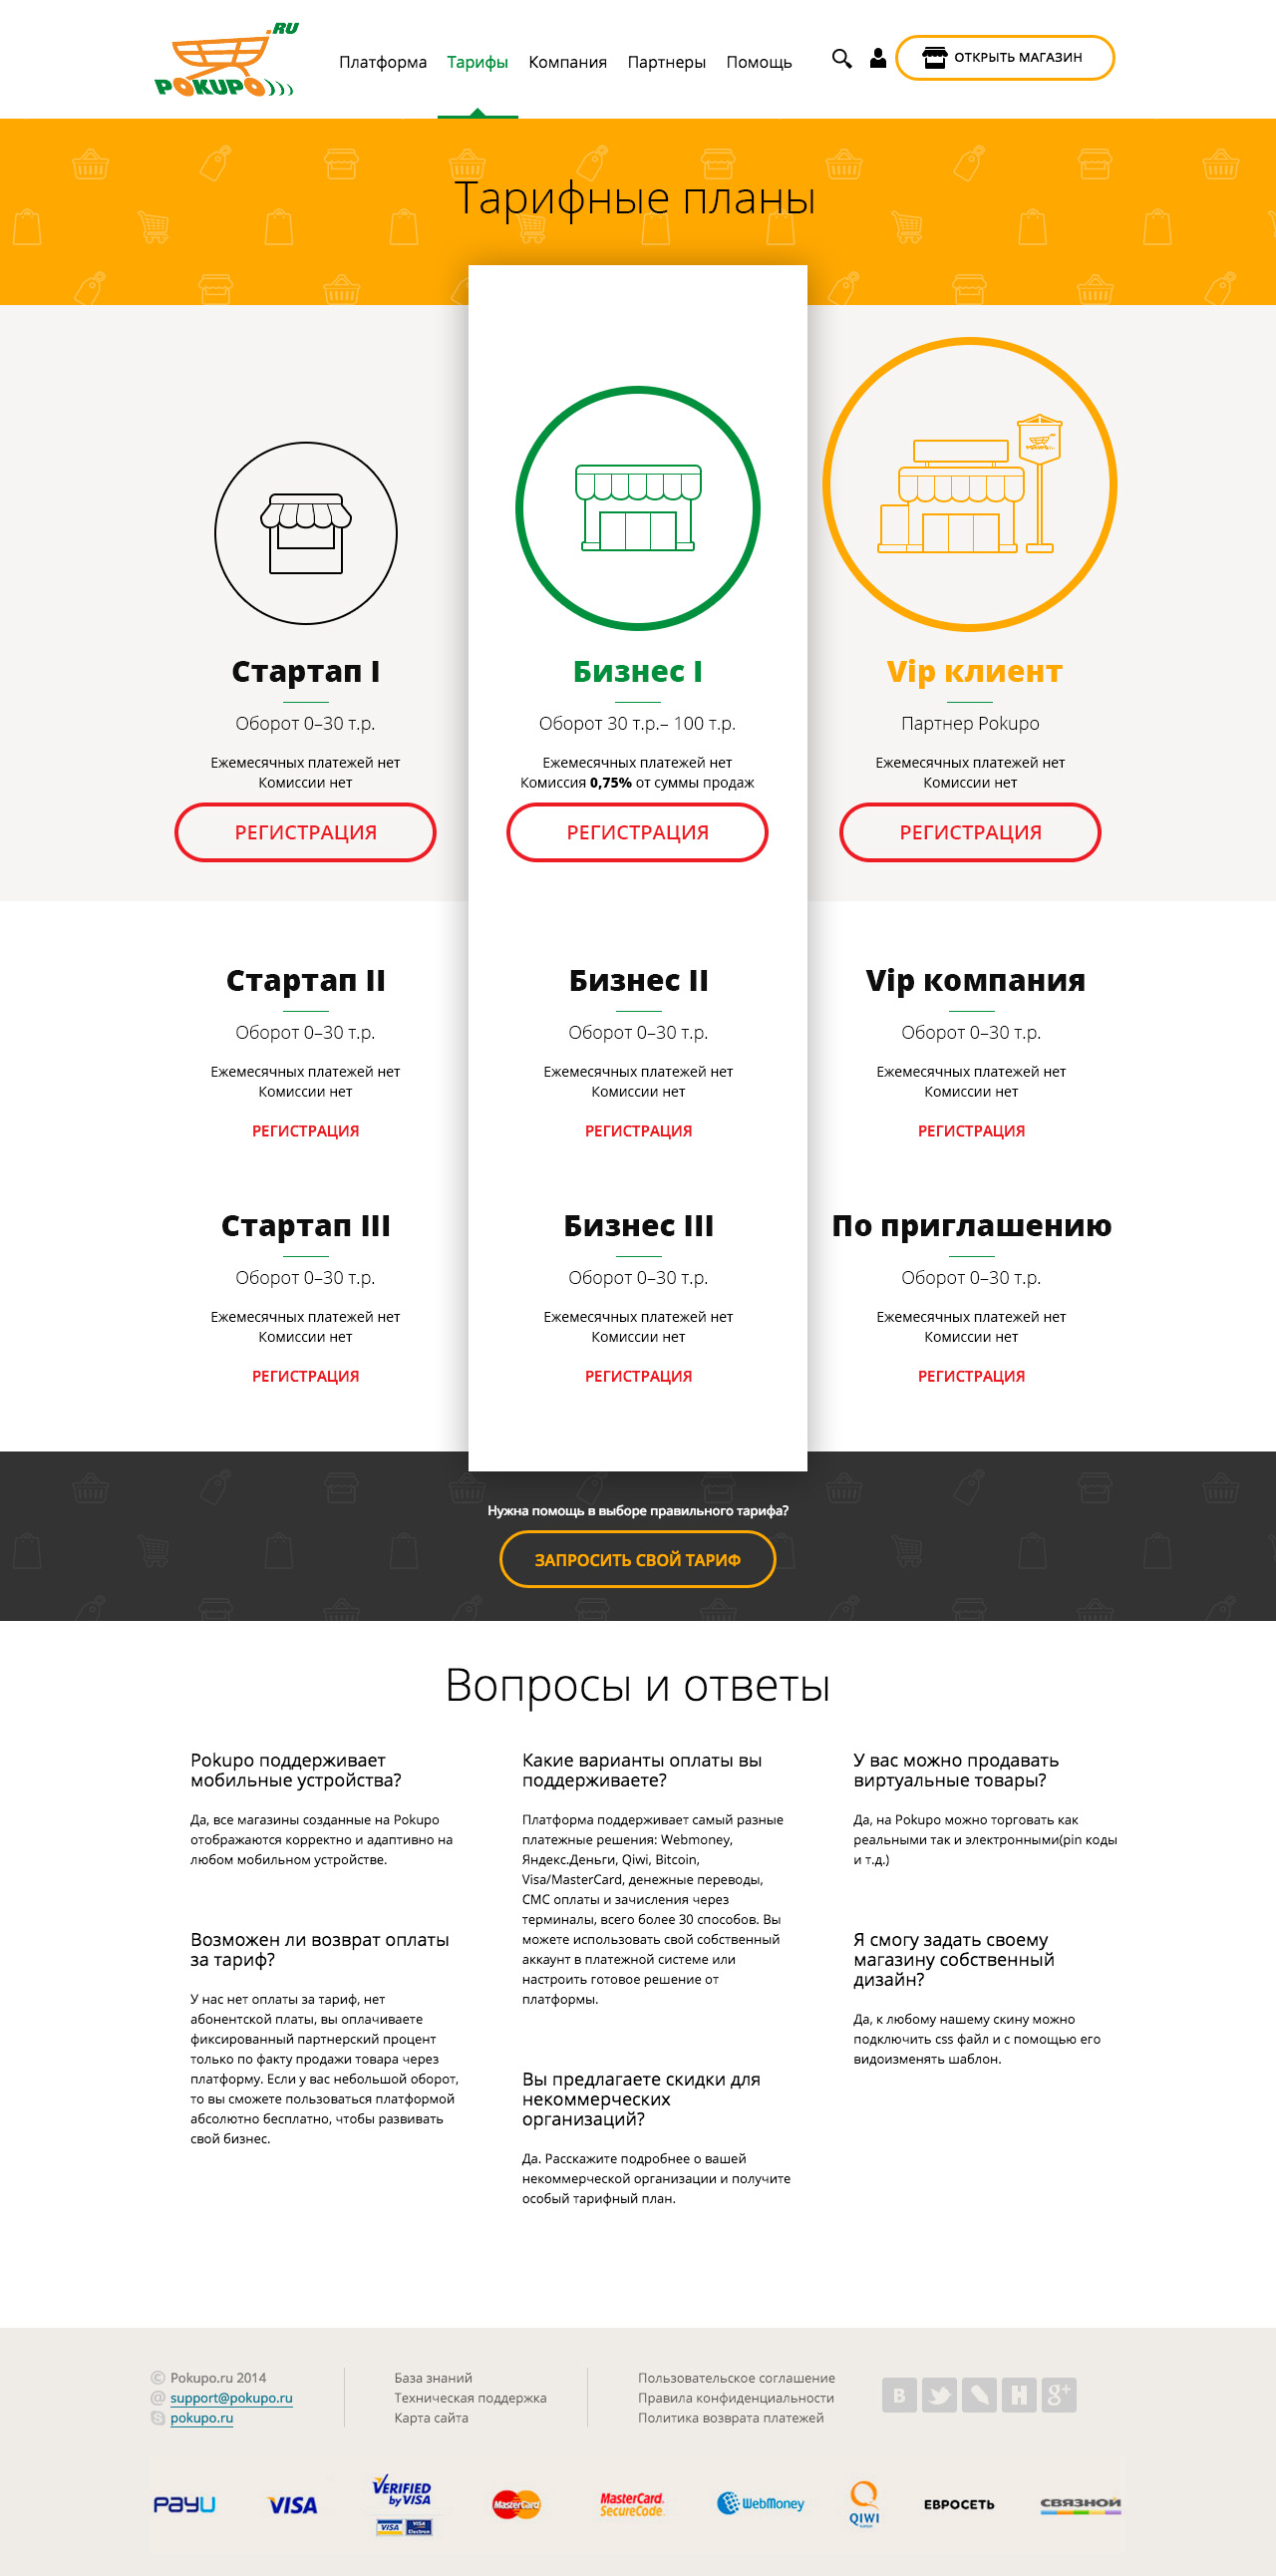 .RU
POKUPO
Платформа
Тарифы
Компания
Партнеры
Помощь
ОТКРЫТЬ МАГАЗИН
Тарифные планы
POKUPO
Стартап I
Оборот 0–30 т.р.
Ежемесячных платежей нет
Комиссии нет
РЕГИСТРАЦИЯ
Бизнес I
Оборот 30 т.р.– 100 т.р.
Ежемесячных платежей нет
Комиссия 0,75% от суммы продаж
РЕГИСТРАЦИЯ
Vip клиент
Партнер Pokupo
Ежемесячных платежей нет
Комиссии нет
РЕГИСТРАЦИЯ
Стартап II
Оборот 0–30 т.р.
Ежемесячных платежей нет
Комиссии нет
РЕГИСТРАЦИЯ
Бизнес II
Оборот 0–30 т.р.
Ежемесячных платежей нет
Комиссии нет
РЕГИСТРАЦИЯ
Vip компания
Оборот 0–30 т.р.
Ежемесячных платежей нет
Комиссии нет
РЕГИСТРАЦИЯ
Стартап III
Оборот 0–30 т.р.
Ежемесячных платежей нет
Комиссии нет
РЕГИСТРАЦИЯ
Бизнес III
Оборот 0–30 т.р.
Ежемесячных платежей нет
Комиссии нет
РЕГИСТРАЦИЯ
По приглашению
Оборот 0–30 т.р.
Ежемесячных платежей нет
Комиссии нет
РЕГИСТРАЦИЯ
Нужна помощь в выборе правильного тарифа?
ЗАПРОСИТЬ СВОЙ ТАРИФ
Вопросы и ответы
Pokupo поддерживает
мобильные устройства?
Да, все магазины созданные на Pokupo
отображаются корректно и адаптивно на
любом мобильном устройстве.
Возможен ли возврат оплаты
за тариф?
У нас нет оплаты за тариф, нет
абонентской платы, вы оплачиваете
фиксированный партнерский процент
только по факту продажи товара через
платформу. Если у вас небольшой оборот,
то вы сможете пользоваться платформой
абсолютно бесплатно, чтобы развивать
свой бизнес.
Какие варианты оплаты вы
поддерживаете?
Платформа поддерживает самый разные
платежные решения: Webmoney,
Яндекс.Деньги, Qiwi, Bitcoin,
Visa/MasterCard, денежные переводы,
СМС оплаты и зачисления через
терминалы, всего более 30 способов. Вы
можете использовать свой собственный
аккаунт в платежной системе или
настроить готовое решение от
платформы.
Вы предлагаете скидки для
некоммерческих
организаций?
Да. Расскажите подробнее о вашей
некоммерческой организации и получите
особый тарифный план.
У вас можно продавать
виртуальные товары?
Да, на Pokupo можно торговать как
реальными так и электронными(pin коды
и т.д.)
Я смогу задать своему
магазину собственный
дизайн?
Да, к любому нашему скину можно
подключить css файл и с помощью его
видоизменять шаблон.
© Pokupo.ru 2014
@ support@pokupo.ru
pokupo.ru
База знаний
Техническая поддержка
Карта сайта
Пользовательское соглашение
Правила конфиденциальности
Политика возврата платежей
В
H
g+
PayU
VISA
VERIFIED
by VISA
VISA
VISA
Electron
MasterCard
MasterCard.
SecureCode.
WebMoney
QIWI
ЕВРОСЕТЬ
СВЯЗНОЙ